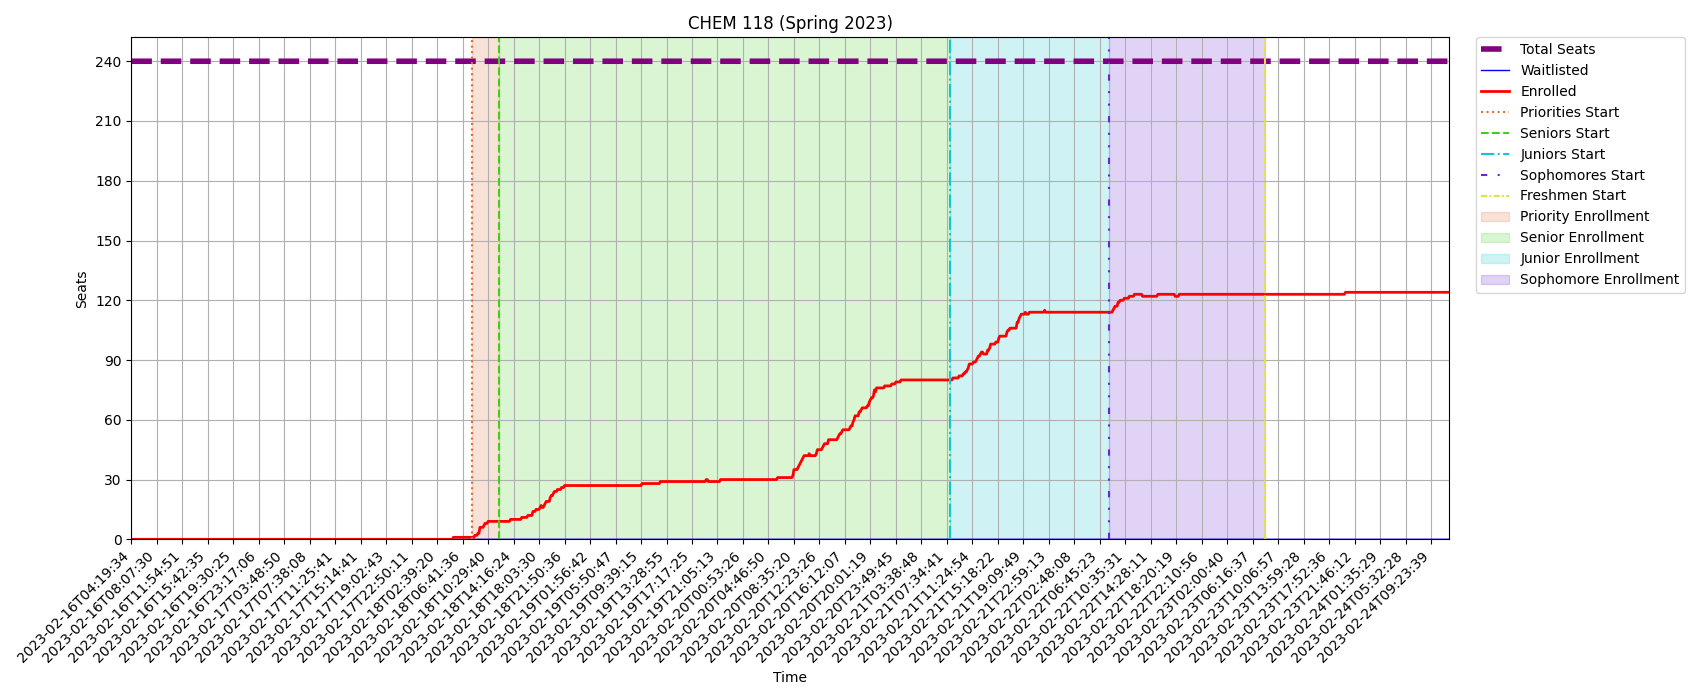 CHEM 118 (Spring 2023)
Seats
240
210
180
150
120
90
60
30
0
2023-02-16T04:19:34
2023-02-16T08:07:30
2023-02-16T11:54:51
2023-02-16T15:42:35
2023-02-16T19:30:25
2023-02-16T23:17:06
2023-02-17T03:48:50
2023-02-17T07:38:08
2023-02-17T11:25:41
2023-02-17T15:14:41
2023-02-17T19:02:43
2023-02-17T22:50:11
2023-02-18T02:39:20
2023-02-18T06:41:36
2023-02-18T10:29:40
2023-02-18T14:16:24
2023-02-18T18:03:30
2023-02-18T21:50:36
2023-02-19T01:56:42
2023-02-19T05:50:47
2023-02-19T09:39:15
2023-02-19T13:28:55
2023-02-19T17:17:25
2023-02-19T21:05:13
2023-02-20T00:53:26
2023-02-20T04:46:50
2023-02-20T08:35:20
2023-02-20T12:23:26
2023-02-20T16:12:07
2023-02-20T20:01:19
2023-02-20T23:49:45
2023-02-21T03:38:48
2023-02-21T07:34:41
2023-02-21T11:24:54
2023-02-21T15:18:22
2023-02-21T19:09:49
2023-02-21T22:59:13
2023-02-22T02:48:08
2023-02-22T06:45:23
2023-02-22T10:35:31
2023-02-22T14:28:11
2023-02-22T18:20:19
2023-02-22T22:10:56
2023-02-23T02:00:40
2023-02-23T06:16:37
2023-02-23T10:06:57
2023-02-23T13:59:28
2023-02-23T17:52:36
2023-02-23T21:46:12
2023-02-24T01:35:29
2023-02-24T05:32:28
2023-02-24T09:23:39
Time
Total Seats
Waitlisted
Enrolled
Priorities Start
Seniors Start
Juniors Start
Sophomores Start
Freshmen Start
Priority Enrollment
Senior Enrollment
Junior Enrollment
Sophomore Enrollment